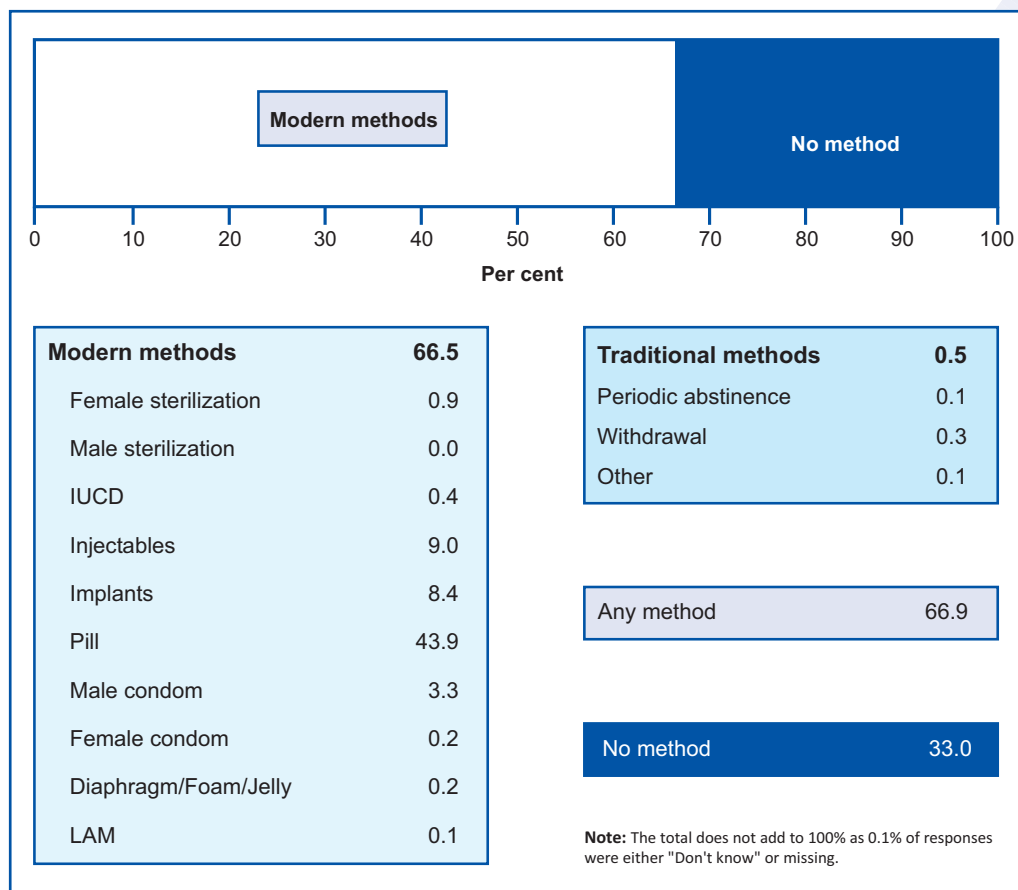 Modern methods
No method
0 10 20 30 40 50 60 70 80 90 100
Per cent
Modern methods 66.5
Female sterilization 0.9
Male sterilization 0.0
IUCD 0.4
Injectables 9.0
Implants 8.4
Pill 43.9
Male condom 3.3
Female condom 0.2
Diaphragm/Foam/Jelly 0.2
LAM 0.1
Traditional methods 0.5
Periodic abstinence 0.1
Withdrawal 0.3
Other 0.1
Any method 66.9
No method 33.0
Note: The total does not add to 100% as 0.1% of responses
were either "Don't know" or missing.